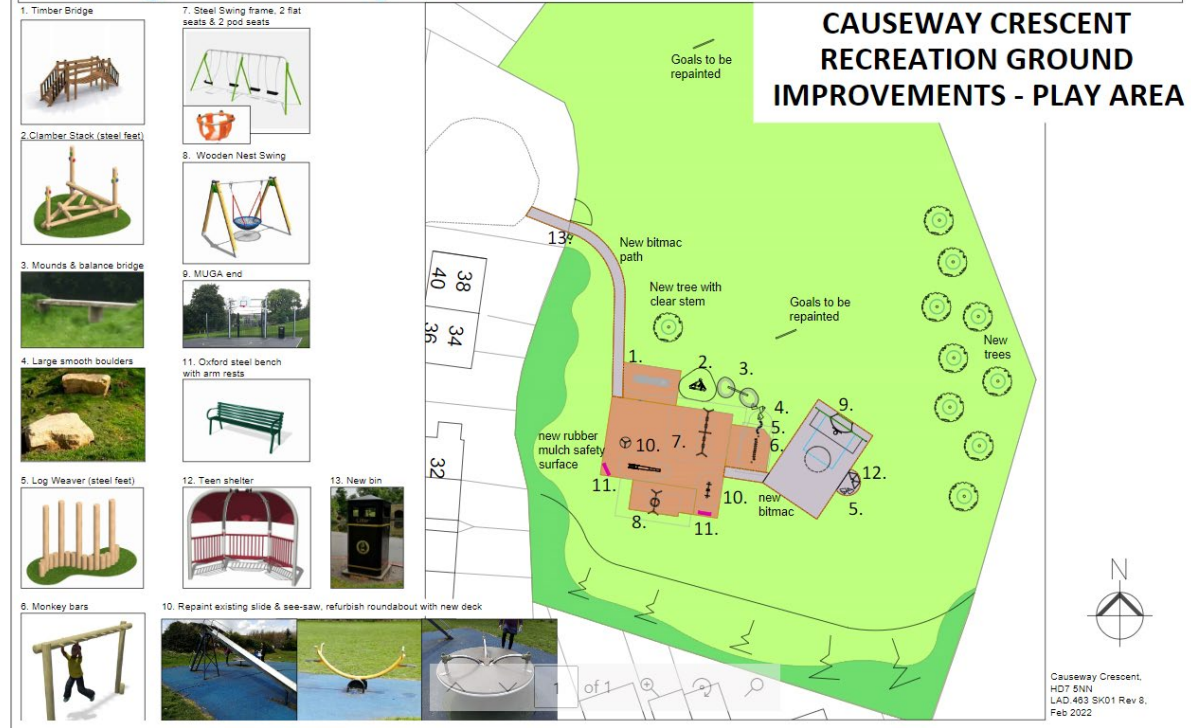 CAUSEWAY CRESCENT
RECREATION GROUND
IMPROVEMENTS - PLAY AREA
1. Timber Bridge
2.Clamber Stack (steel feet)
3. Mounds & balance bridge
4. Large smooth boulders
5. Log Weaver (steel feet)
6. Monkey bars
7. Steel Swing frame, 2 flat
seats & 2 pod seats
8. Wooden Nest Swing
9. MUGA end
11. Oxford steel bench
with arm rests
12. Teen shelter
13. New bin
10. Repaint existing slide & see-saw, refurbish roundabout with new deck
Goals to be
repainted
13.
New bitmac
path
38
40
34
36
32
New tree with
clear stem
Goals to be
repainted
New
trees
1.
2.
3.
4.
5.
6.
7.
10.
9.
12.
5.
new rubber
mulch safety
surface
11.
8.
10.
11.
new
bitmac
N
1 of 1
Causeway Crescent,
HD7 5NN
LAD.463 SK01 Rev 8,
Feb 2022